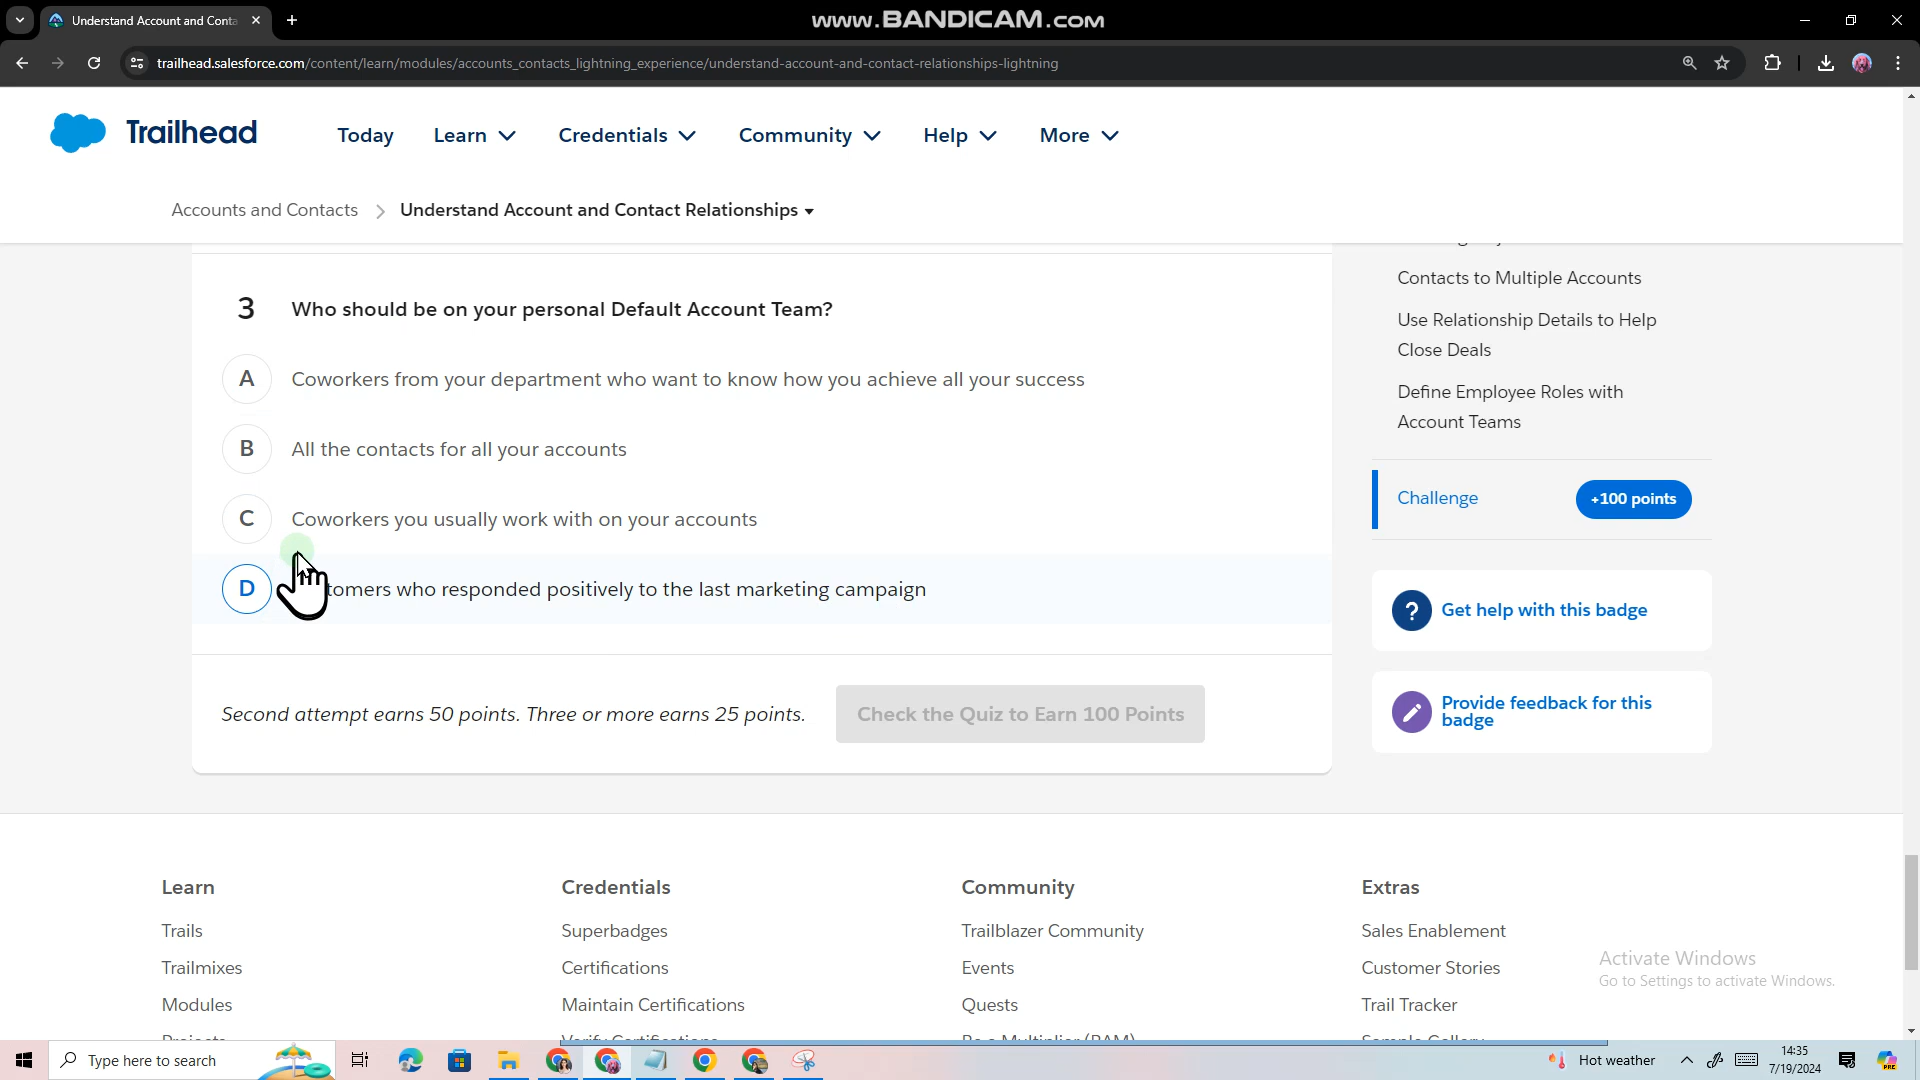 Understand Account and Conta
www.BANDICAM.com
trailhead.salesforce.com/content/learn/modules/accounts_contacts_lightning_experience/understand-account-and-contact-relationships-lightning
Trailhead
Today
Learn
Credentials
Community
Help
More
Accounts and Contacts
Understand Account and Contact Relationships
3 Who should be on your personal Default Account Team?
A Coworkers from your department who want to know how you achieve all your success
B All the contacts for all your accounts
C Coworkers you usually work with on your accounts
D tomers who responded positively to the last marketing campaign
Second attempt earns 50 points. Three or more earns 25 points.
Check the Quiz to Earn 100 Points
Contacts to Multiple Accounts
Use Relationship Details to Help
Close Deals
Define Employee Roles with
Account Teams
Challenge
+100 points
? Get help with this badge
Provide feedback for this
badge
Learn
Trails
Trailmixes
Modules
Credentials
Superbadges
Certifications
Maintain Certifications
Community
Trailblazer Community
Events
Quests
Extras
Sales Enablement
Customer Stories
Trail Tracker
Activate Windows
Go to Settings to activate Windows.
Type here to search
Hot weather
14:35
7/19/2024
PRE